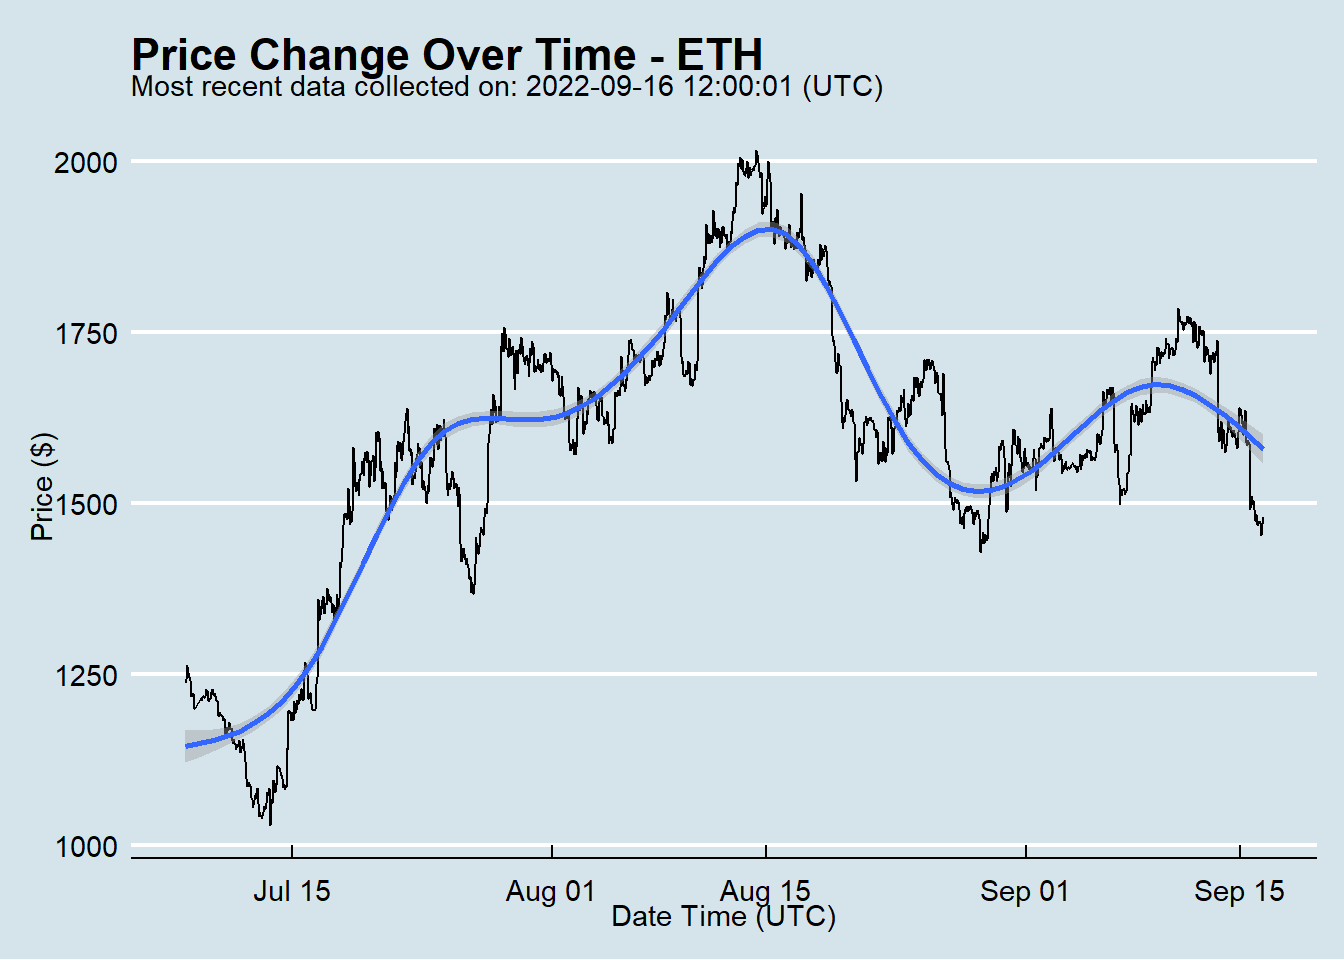 Price Change Over Time - ETH
Most recent data collected on: 2022-09-16 12:00:01 (UTC)
2000
1750
1500
1250
1000
Price ($)
Jul 15
Aug 01
Aug 15
Sep 01
Sep 15
Date Time (UTC)